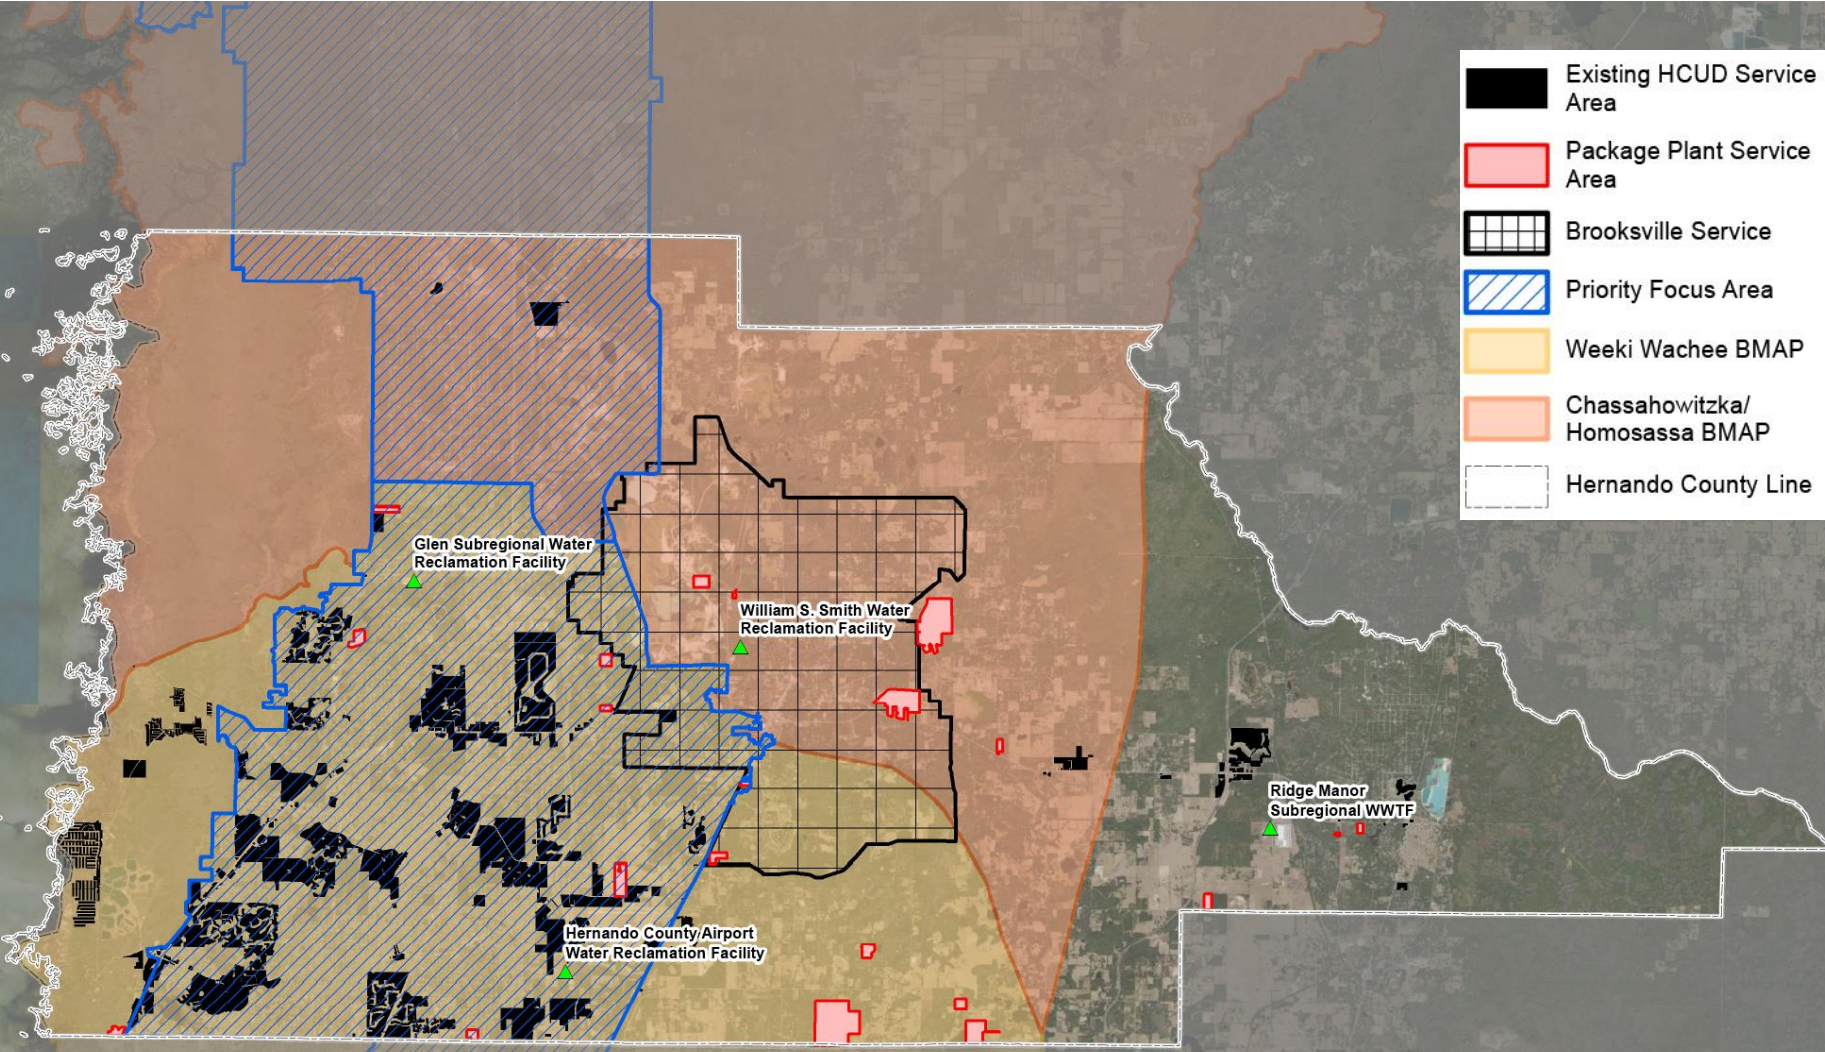 Existing HCUD Service
Area
Package Plant Service
Area
Brooksville Service
Priority Focus Area
Weeki Wachee BMAP
Chassahowitzka/
Homosassa BMAP
Hernando County Line
Glen Subregional Water
Reclamation Facility
William S. Smith Water
Reclamation Facility
Ridge Manor
Subregional WWTF
Hernando County Airport
Water Reclamation Facility